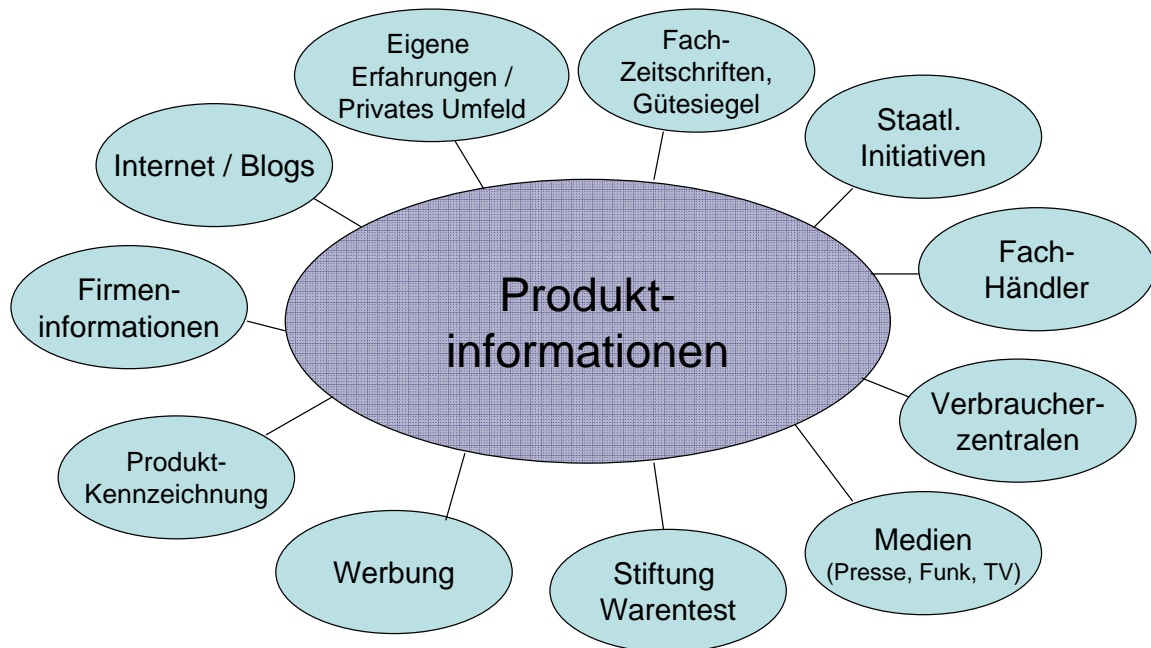 Eigene
Erfahrungen /
Privates Umfeld
Fach-
Zeitschriften,
Gütesiegel
Staatl.
Initiativen
Internet / Blogs
Fach-
Händler
Firmen-
informationen
Produkt-
informationen
Verbraucher-
zentralen
Produkt-
Kennzeichnung
Medien
(Presse, Funk, TV)
Werbung
Stiftung
Warentest